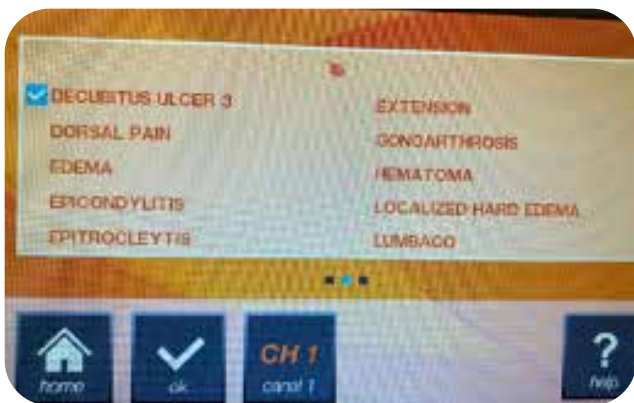 DECUBITUS ULCER 3
DORSAL PAIN
EDEMA
EPICONDYLITIS
EPITROCLEYTIS
EXTENSION
GONOARTHROSIS
HEMATOMA
LOCALIZED HARD EDEMA
LUMBAGO
home
ok
CH 1
canal 1
?
help